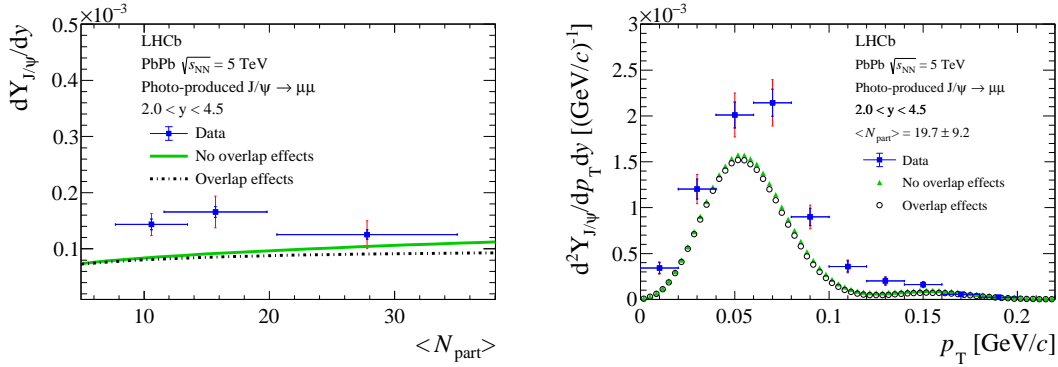 ×10⁻³
dY_J/ψ/dy
0.5
0.4
0.3
0.2
0.1
LHCb
PbPb √s_NN = 5 TeV
Photo-produced J/ψ → μμ
2.0 < y < 4.5
Data
No overlap effects
Overlap effects
10 20 30
<N_part>
×10⁻³
d²Y_J/ψ/dp_T dy [(GeV/c)⁻¹]
3
2.5
2
1.5
1
0.5
0
LHCb
PbPb √s_NN = 5 TeV
Photo-produced J/ψ → μμ
2.0 < y < 4.5
<N_part> = 19.7 ± 9.2
Data
No overlap effects
Overlap effects
0 0.05 0.1 0.15 0.2
p_T [GeV/c]